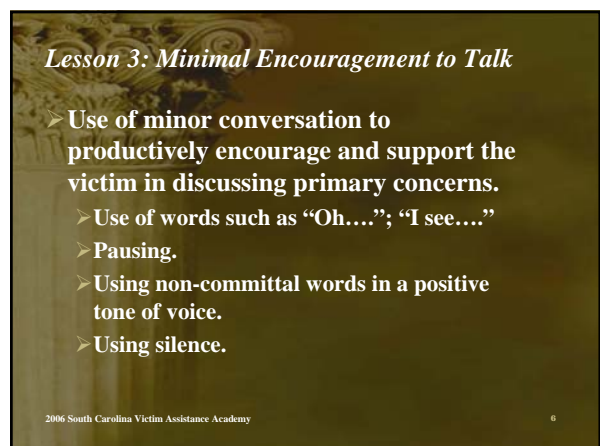 Lesson 3: Minimal Encouragement to Talk
➢Use of minor conversation to
productively encourage and support the
victim in discussing primary concerns.
➢Use of words such as “Oh….”; “I see….”
➢Pausing.
➢Using non-committal words in a positive
tone of voice.
➢Using silence.
2006 South Carolina Victim Assistance Academy 6